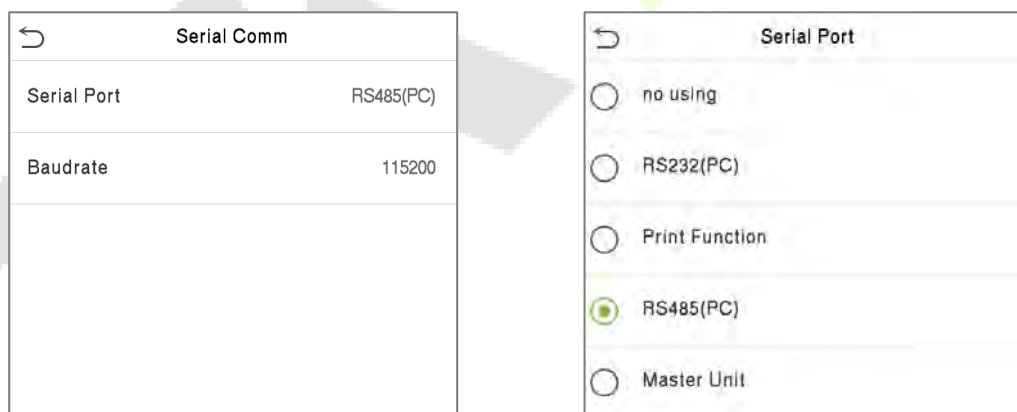 Serial Comm
Serial Port RS485(PC)
Baudrate 115200
Serial Port
no using
RS232(PC)
Print Function
RS485(PC)
Master Unit